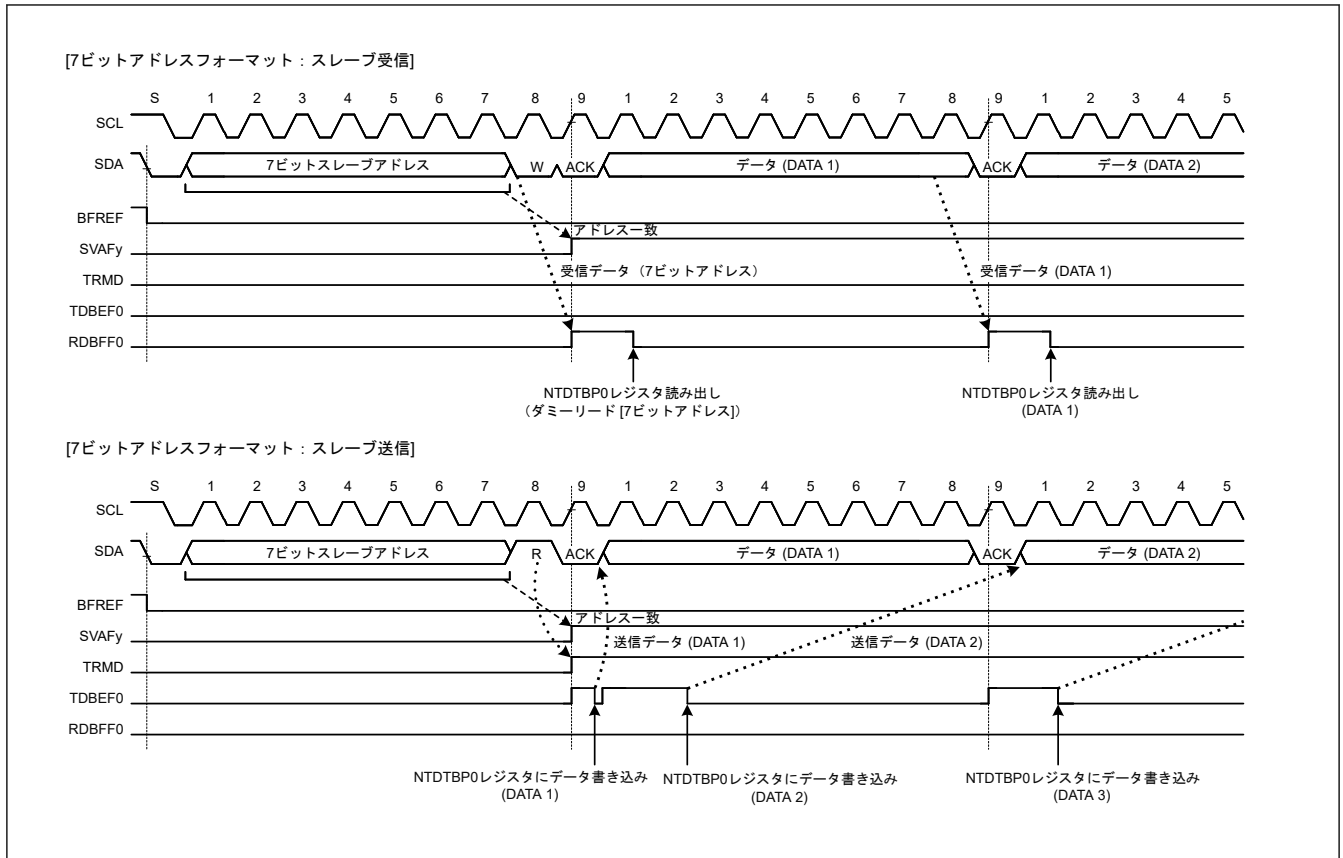 [7ビットアドレスフォーマット：スレーブ受信]
S 1 2 3 4 5 6 7 8 9 1 2 3 4 5 6 7 8 9 1 2 3 4 5
SCL
SDA 7ビットスレーブアドレス W ACK データ (DATA 1) ACK データ (DATA 2)
BFREF
アドレス一致
SVAFy
受信データ（7ビットアドレス） 受信データ (DATA 1)
TRMD
TDBEF0
RDBFF0
NTDTBP0レジスタ読み出し
（ダミーリード [7ビットアドレス]）
NTDTBP0レジスタ読み出し
(DATA 1)
[7ビットアドレスフォーマット：スレーブ送信]
S 1 2 3 4 5 6 7 8 9 1 2 3 4 5 6 7 8 9 1 2 3 4 5
SCL
SDA 7ビットスレーブアドレス R ACK データ (DATA 1) ACK データ (DATA 2)
BFREF
アドレス一致
SVAFy
送信データ (DATA 1) 送信データ (DATA 2)
TRMD
TDBEF0
RDBFF0
NTDTBP0レジスタにデータ書き込み
(DATA 1)
NTDTBP0レジスタにデータ書き込み
(DATA 2)
NTDTBP0レジスタにデータ書き込み
(DATA 3)